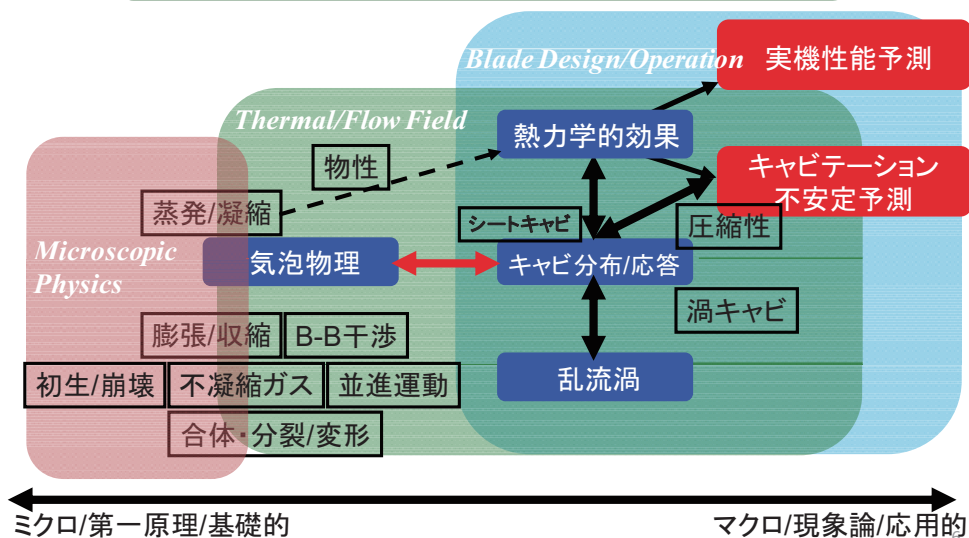 Blade Design/Operation
実機性能予測
Thermal/Flow Field
熱力学的効果
物性
キャビテーション
不安定予測
蒸発/凝縮
シートキャビ
圧縮性
Microscopic
Physics
気泡物理
キャビ分布/応答
渦キャビ
膨張/収縮
B-B干渉
初生/崩壊
不凝縮ガス
並進運動
乱流渦
合体・分裂/変形
ミクロ/第一原理/基礎的
マクロ/現象論/応用的